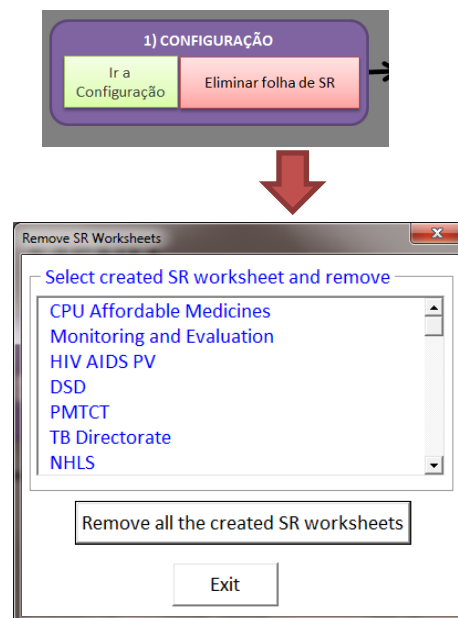 1) CONFIGURAÇÃO
Ir a
Configuração
Eliminar folha de SR
Remove SR Worksheets
x
Select created SR worksheet and remove
CPU Affordable Medicines
Monitoring and Evaluation
HIV AIDS PV
DSD
PMTCT
TB Directorate
NHLS
Remove all the created SR worksheets
Exit